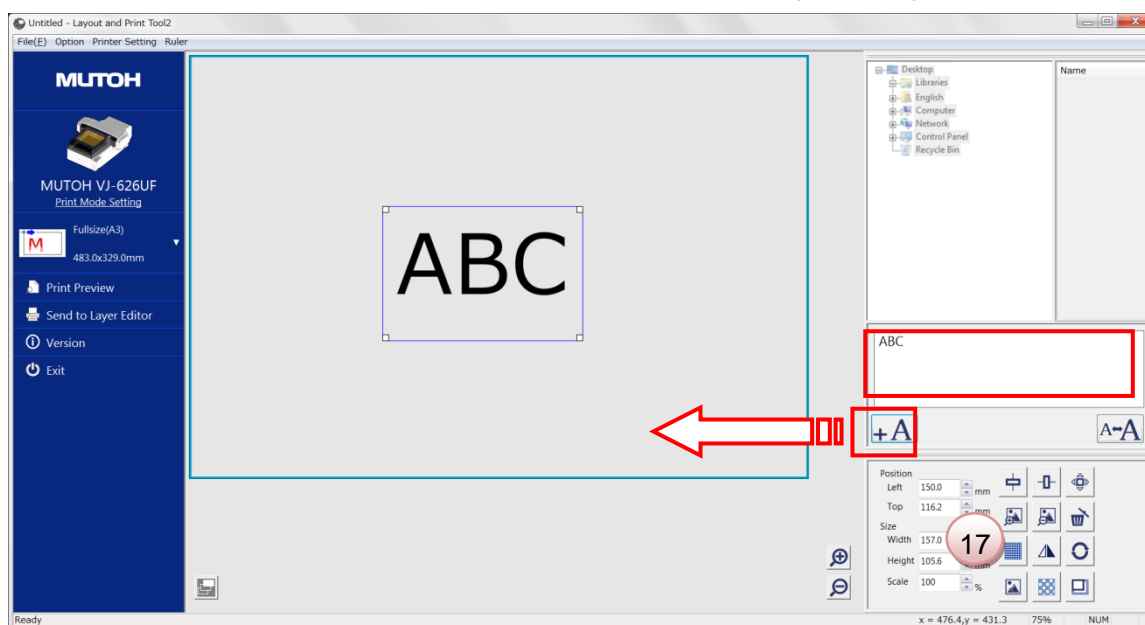 Untitled - Layout and Print Tool2
File(F) Option Printer Setting Ruler
MUTOH
MUTOH VJ-626UF
Print Mode Setting
M
Fullsize(A3)
483.0x329.0mm
Print Preview
Send to Layer Editor
Version
Exit
ABC
Desktop
Libraries
English
Computer
Network
Control Panel
Recycle Bin
Name
ABC
+A
A↔A
Position
Left 150.0 mm
Top 116.2 mm
Size
Width 157.0
Height 105.6 mm
Scale 100 %
17
Ready
x = 476.4,y = 431.3 75% NUM